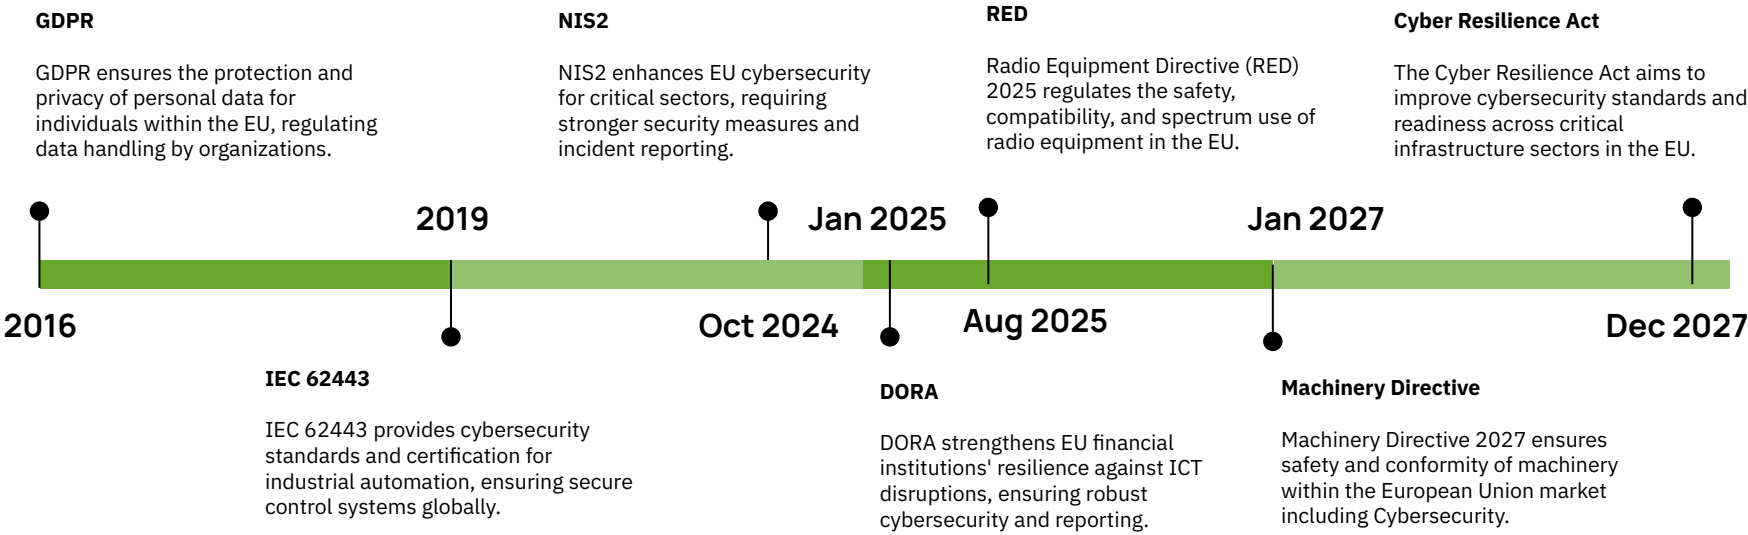 GDPR
GDPR ensures the protection and
privacy of personal data for
individuals within the EU, regulating
data handling by organizations.
NIS2
NIS2 enhances EU cybersecurity
for critical sectors, requiring
stronger security measures and
incident reporting.
RED
Radio Equipment Directive (RED)
2025 regulates the safety,
compatibility, and spectrum use of
radio equipment in the EU.
Cyber Resilience Act
The Cyber Resilience Act aims to
improve cybersecurity standards and
readiness across critical
infrastructure sectors in the EU.
2019
Jan 2025
Jan 2027
2016
Oct 2024
Aug 2025
Dec 2027
IEC 62443
IEC 62443 provides cybersecurity
standards and certification for
industrial automation, ensuring secure
control systems globally.
DORA
DORA strengthens EU financial
institutions' resilience against ICT
disruptions, ensuring robust
cybersecurity and reporting.
Machinery Directive
Machinery Directive 2027 ensures
safety and conformity of machinery
within the European Union market
including Cybersecurity.